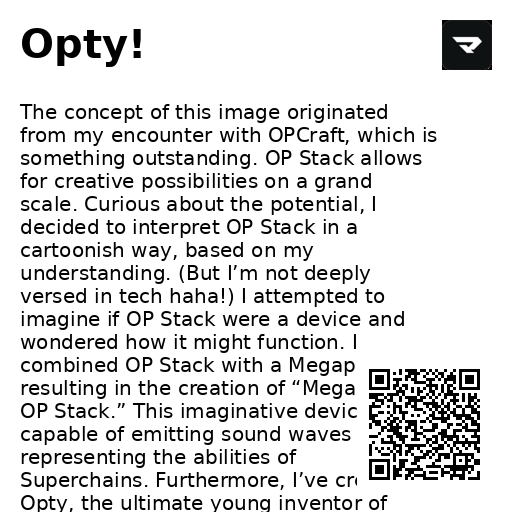 Opty!
The concept of this image originated
from my encounter with OPCraft, which is
something outstanding. OP Stack allows
for creative possibilities on a grand
scale. Curious about the potential, I
decided to interpret OP Stack in a
cartoonish way, based on my
understanding. (But I’m not deeply
versed in tech haha!) I attempted to
imagine if OP Stack were a device and
wondered how it might function. I
combined OP Stack with a Megap
resulting in the creation of “Mega
OP Stack.” This imaginative devic
capable of emitting sound waves
representing the abilities of
Superchains. Furthermore, I’ve cr
Opty, the ultimate young inventor of